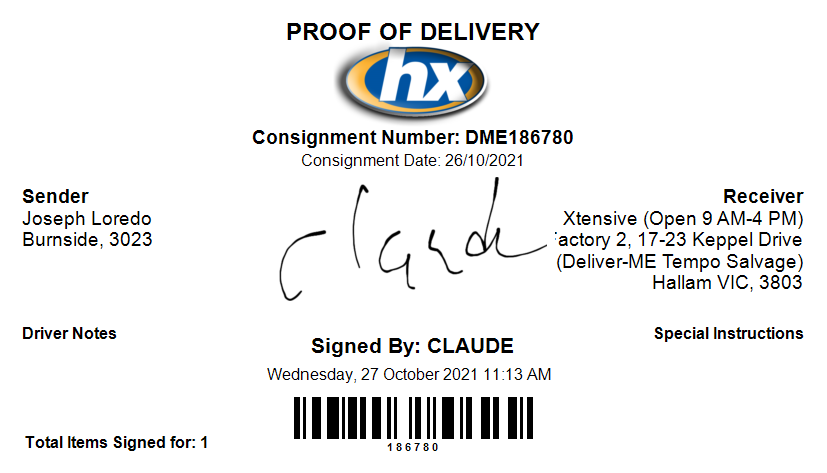 PROOF OF DELIVERY
hx
Consignment Number: DME186780
Consignment Date: 26/10/2021
Sender
Joseph Loredo
Burnside, 3023
Claude
Receiver
Xtensive (Open 9 AM-4 PM)
Factory 2, 17-23 Keppel Drive
(Deliver-ME Tempo Salvage)
Hallam VIC, 3803
Driver Notes
Special Instructions
Signed By: CLAUDE
Wednesday, 27 October 2021 11:13 AM
186780
Total Items Signed for: 1